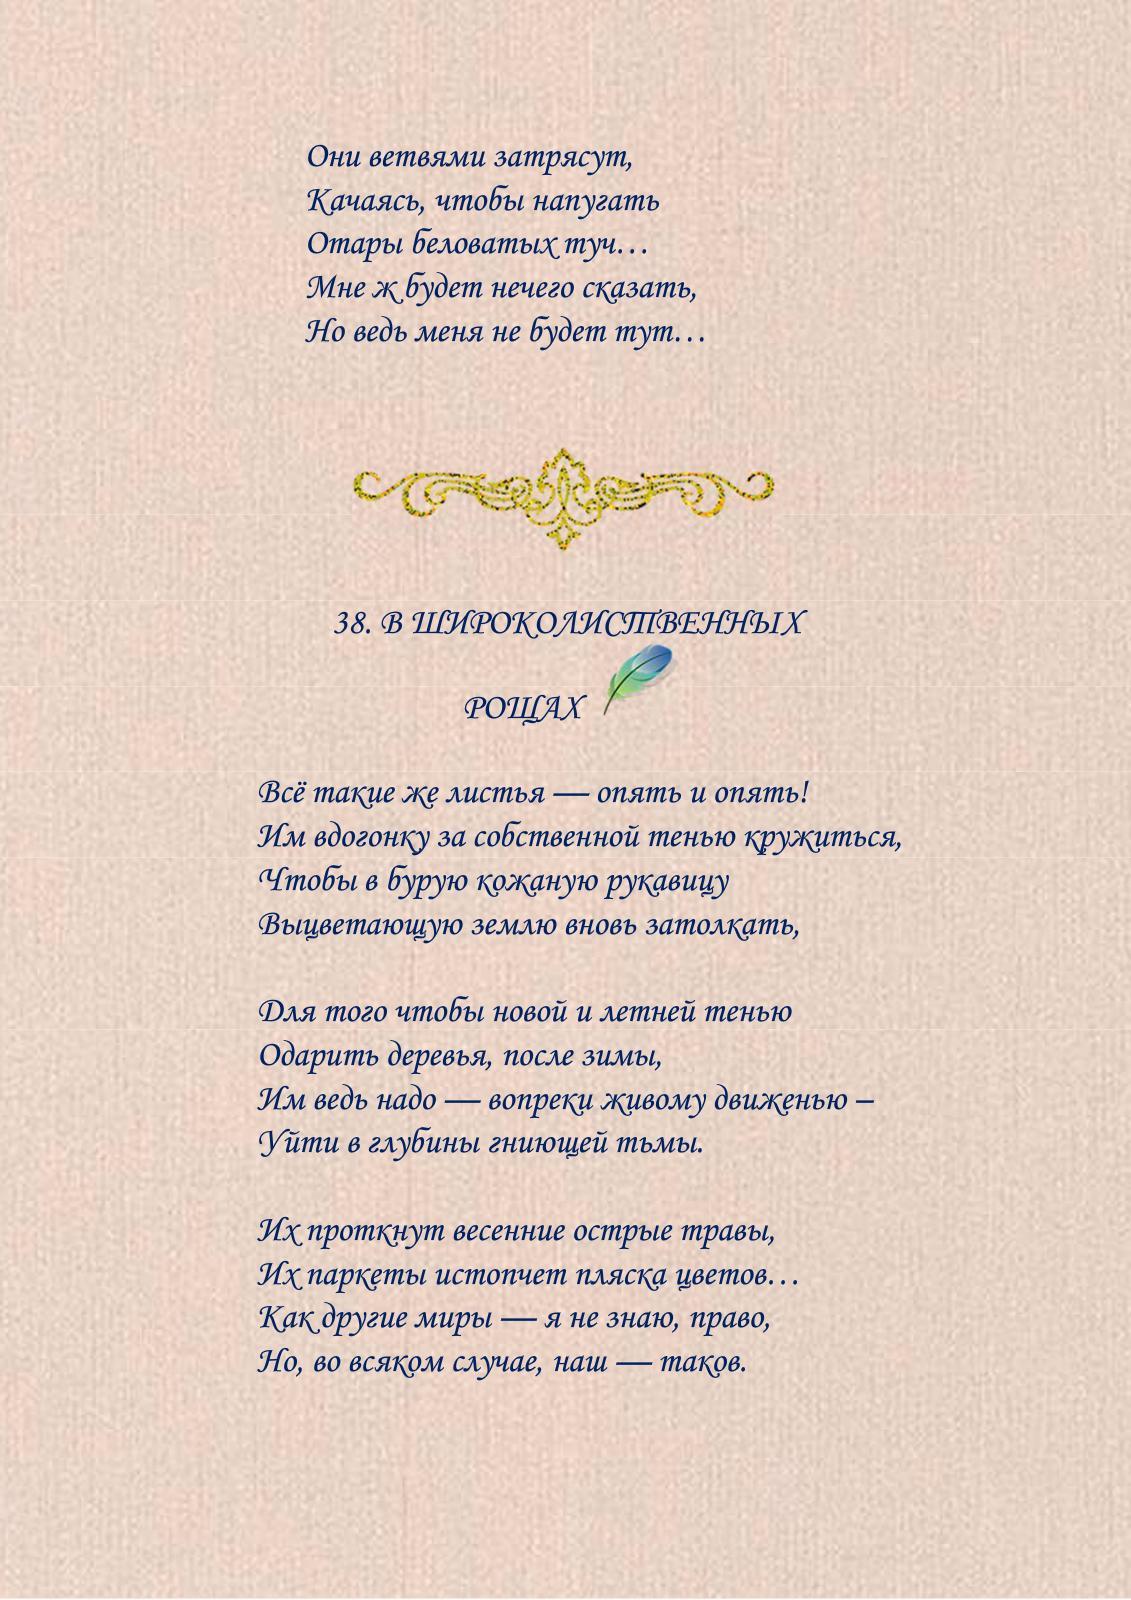 Они ветвями затрясут,
Качаясь, чтобы напугать
Отары беловатых туч…
Мне ж будет нечего сказать,
Но ведь меня не будет тут…
38. В ШИРОКОЛИСТВЕННЫХ
РОЩАХ
Всё такие же листья — опять и опять!
Им вдогонку за собственной тенью кружиться,
Чтобы в бурую кожаную рукавицу
Выцветающую землю вновь затолкать,
Для того чтобы новой и летней тенью
Одарить деревья, после зимы,
Им ведь надо — вопреки живому движенью –
Уйти в глубины гниющей тьмы.
Их проткнут весенние острые травы,
Их паркеты истопчет пляска цветов…
Как другие миры — я не знаю, право,
Но, во всяком случае, наш — таков.